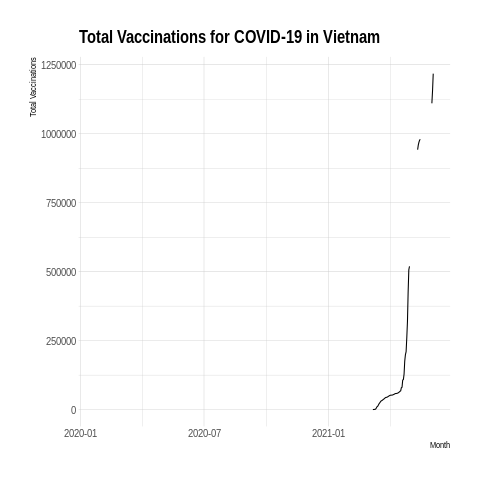 Total Vaccinations for COVID-19 in Vietnam
Total Vaccinations
1250000
1000000
750000
500000
250000
0
2020-01 2020-07 2021-01
Month